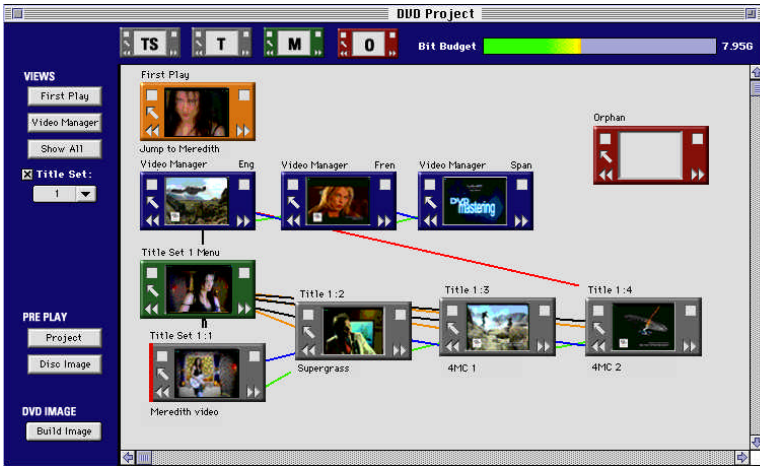 DVD Project
TS
T
M
O
Bit Budget
7.95G
VIEWS
First Play
Video Manager
Show All
Title Set:
1
PRE PLAY
Project
Disc Image
DVD IMAGE
Build Image
First Play
Jump to Meredith
Orphan
Video Manager Eng
Video Manager Fren
Video Manager Span
DVD
mastering
Title Set 1 Menu
Title 1:2
Title 1:3
Title 1:4
Title Set 1:1
Supergrass
4MC 1
4MC 2
Meredith video